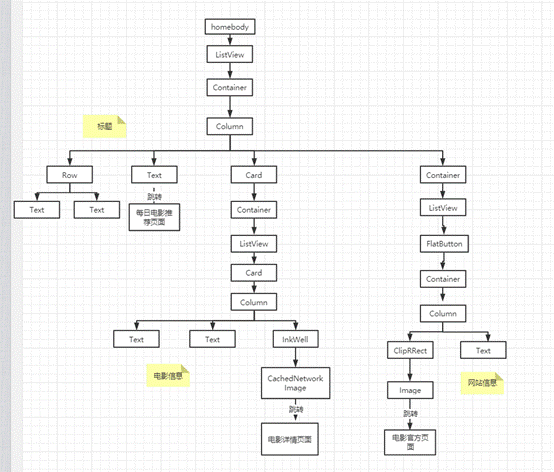 homebody
ListView
Container
Column
标题
Row
Text
Card
Container
跳转
Text
Text
每日电影推
荐页面
Container
ListView
ListView
FlatButton
Card
Container
Column
Column
Text
Text
InkWell
ClipRRect
Text
电影信息
CachedNetwork
Image
Image
网站信息
跳转
跳转
电影详情页面
电影官方页
面